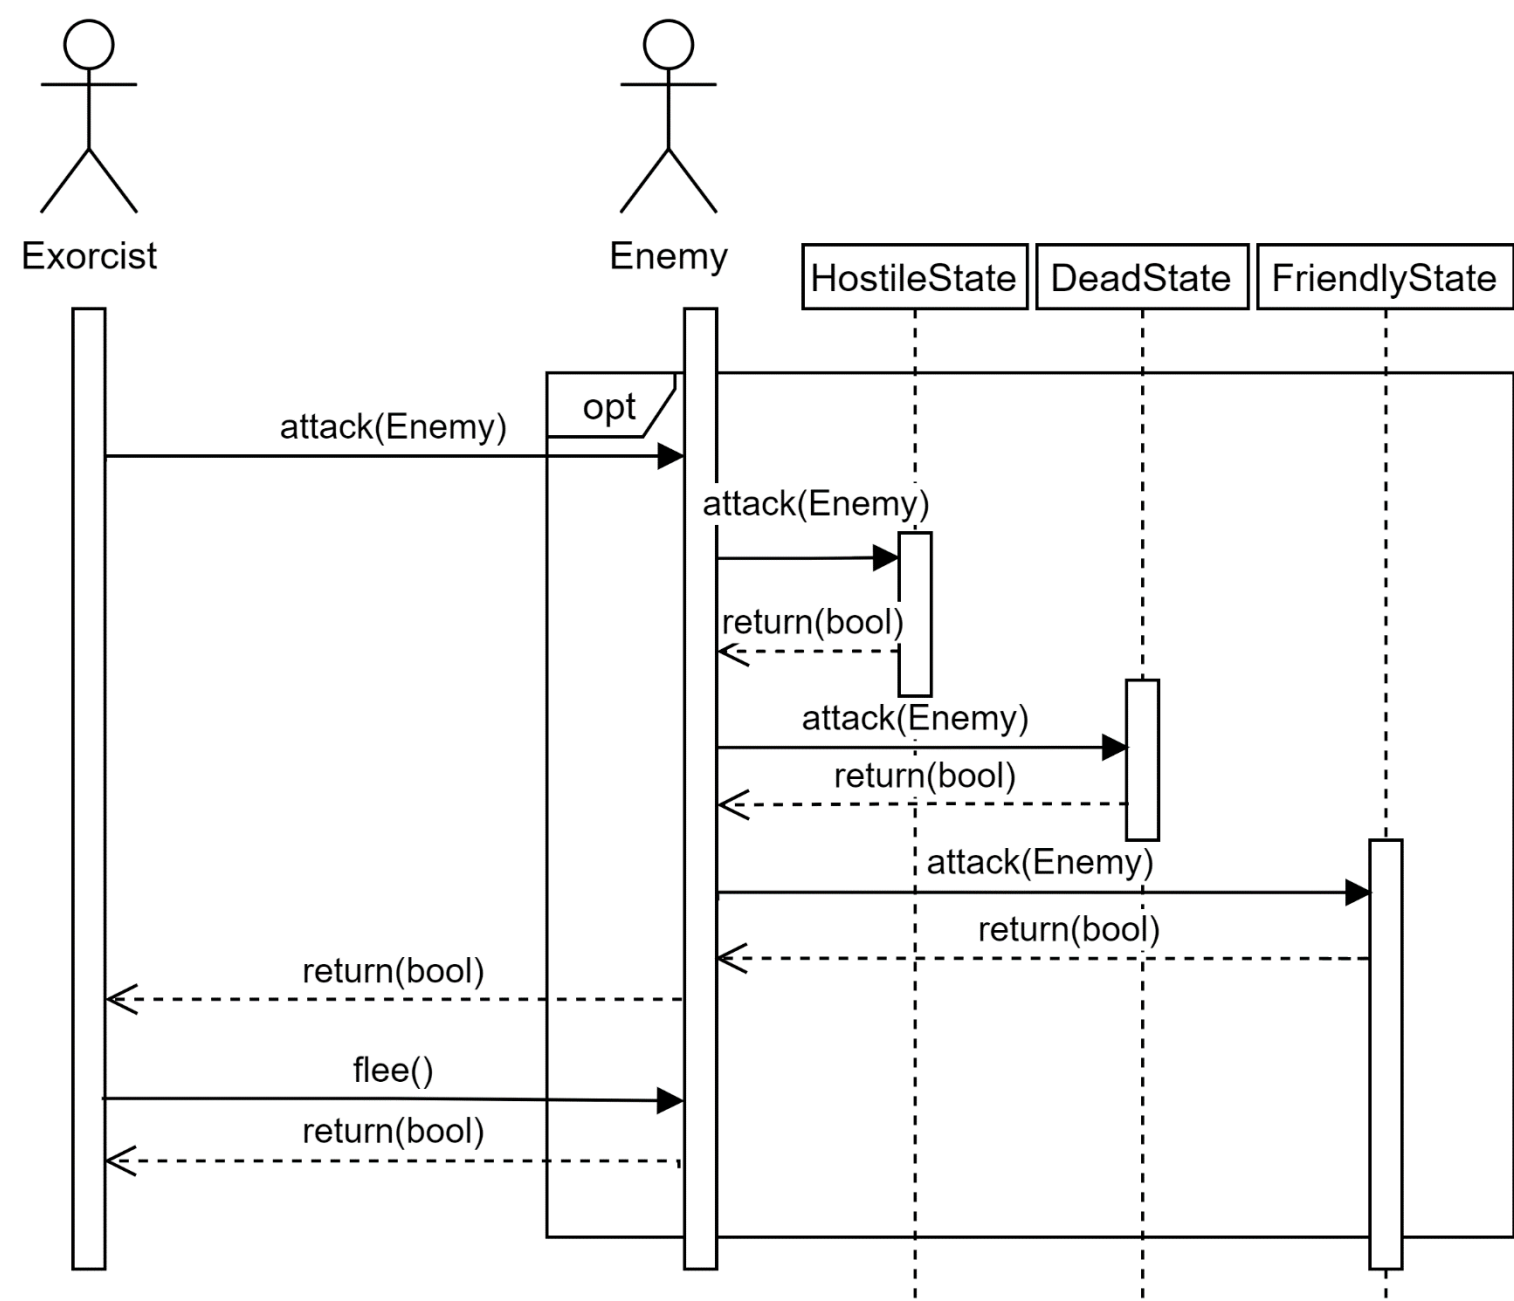 Exorcist
Enemy
HostileState
DeadState
FriendlyState
opt
attack(Enemy)
attack(Enemy)
return(bool)
attack(Enemy)
return(bool)
attack(Enemy)
return(bool)
return(bool)
flee()
return(bool)